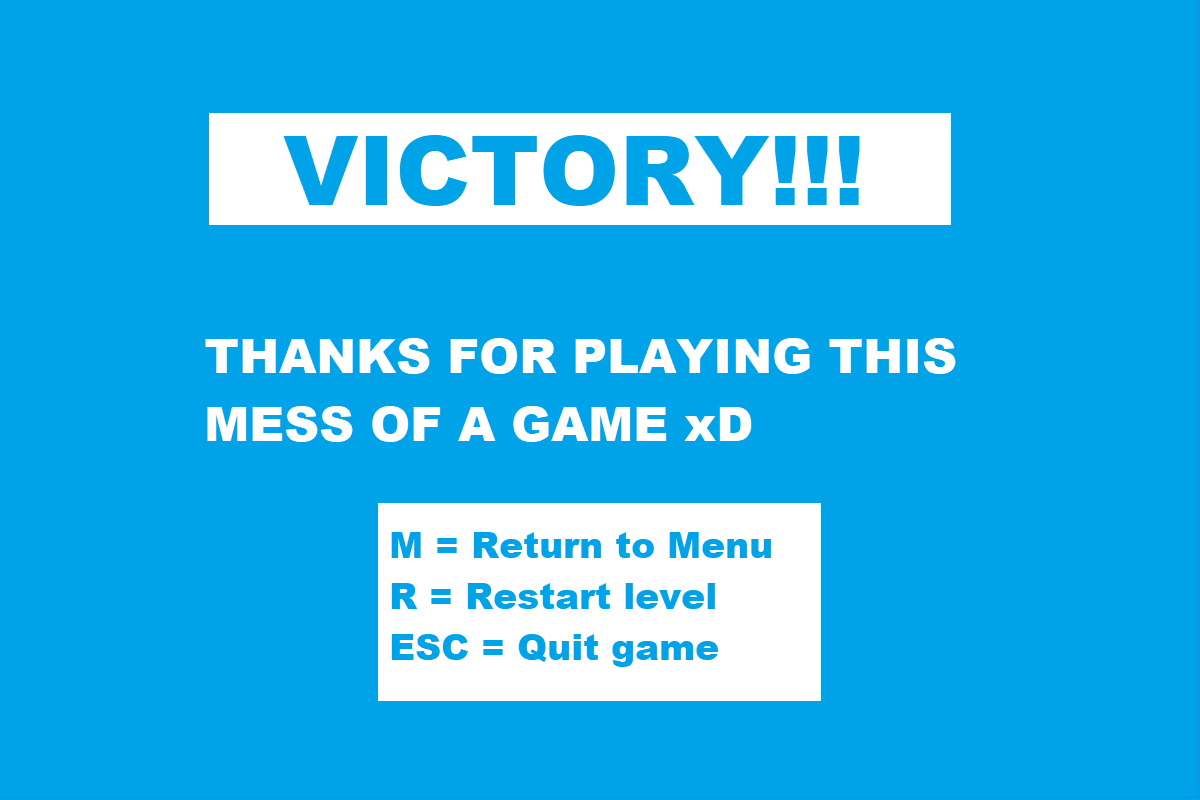 VICTORY!!!
THANKS FOR PLAYING THIS
MESS OF A GAME xD
M = Return to Menu
R = Restart level
ESC = Quit game